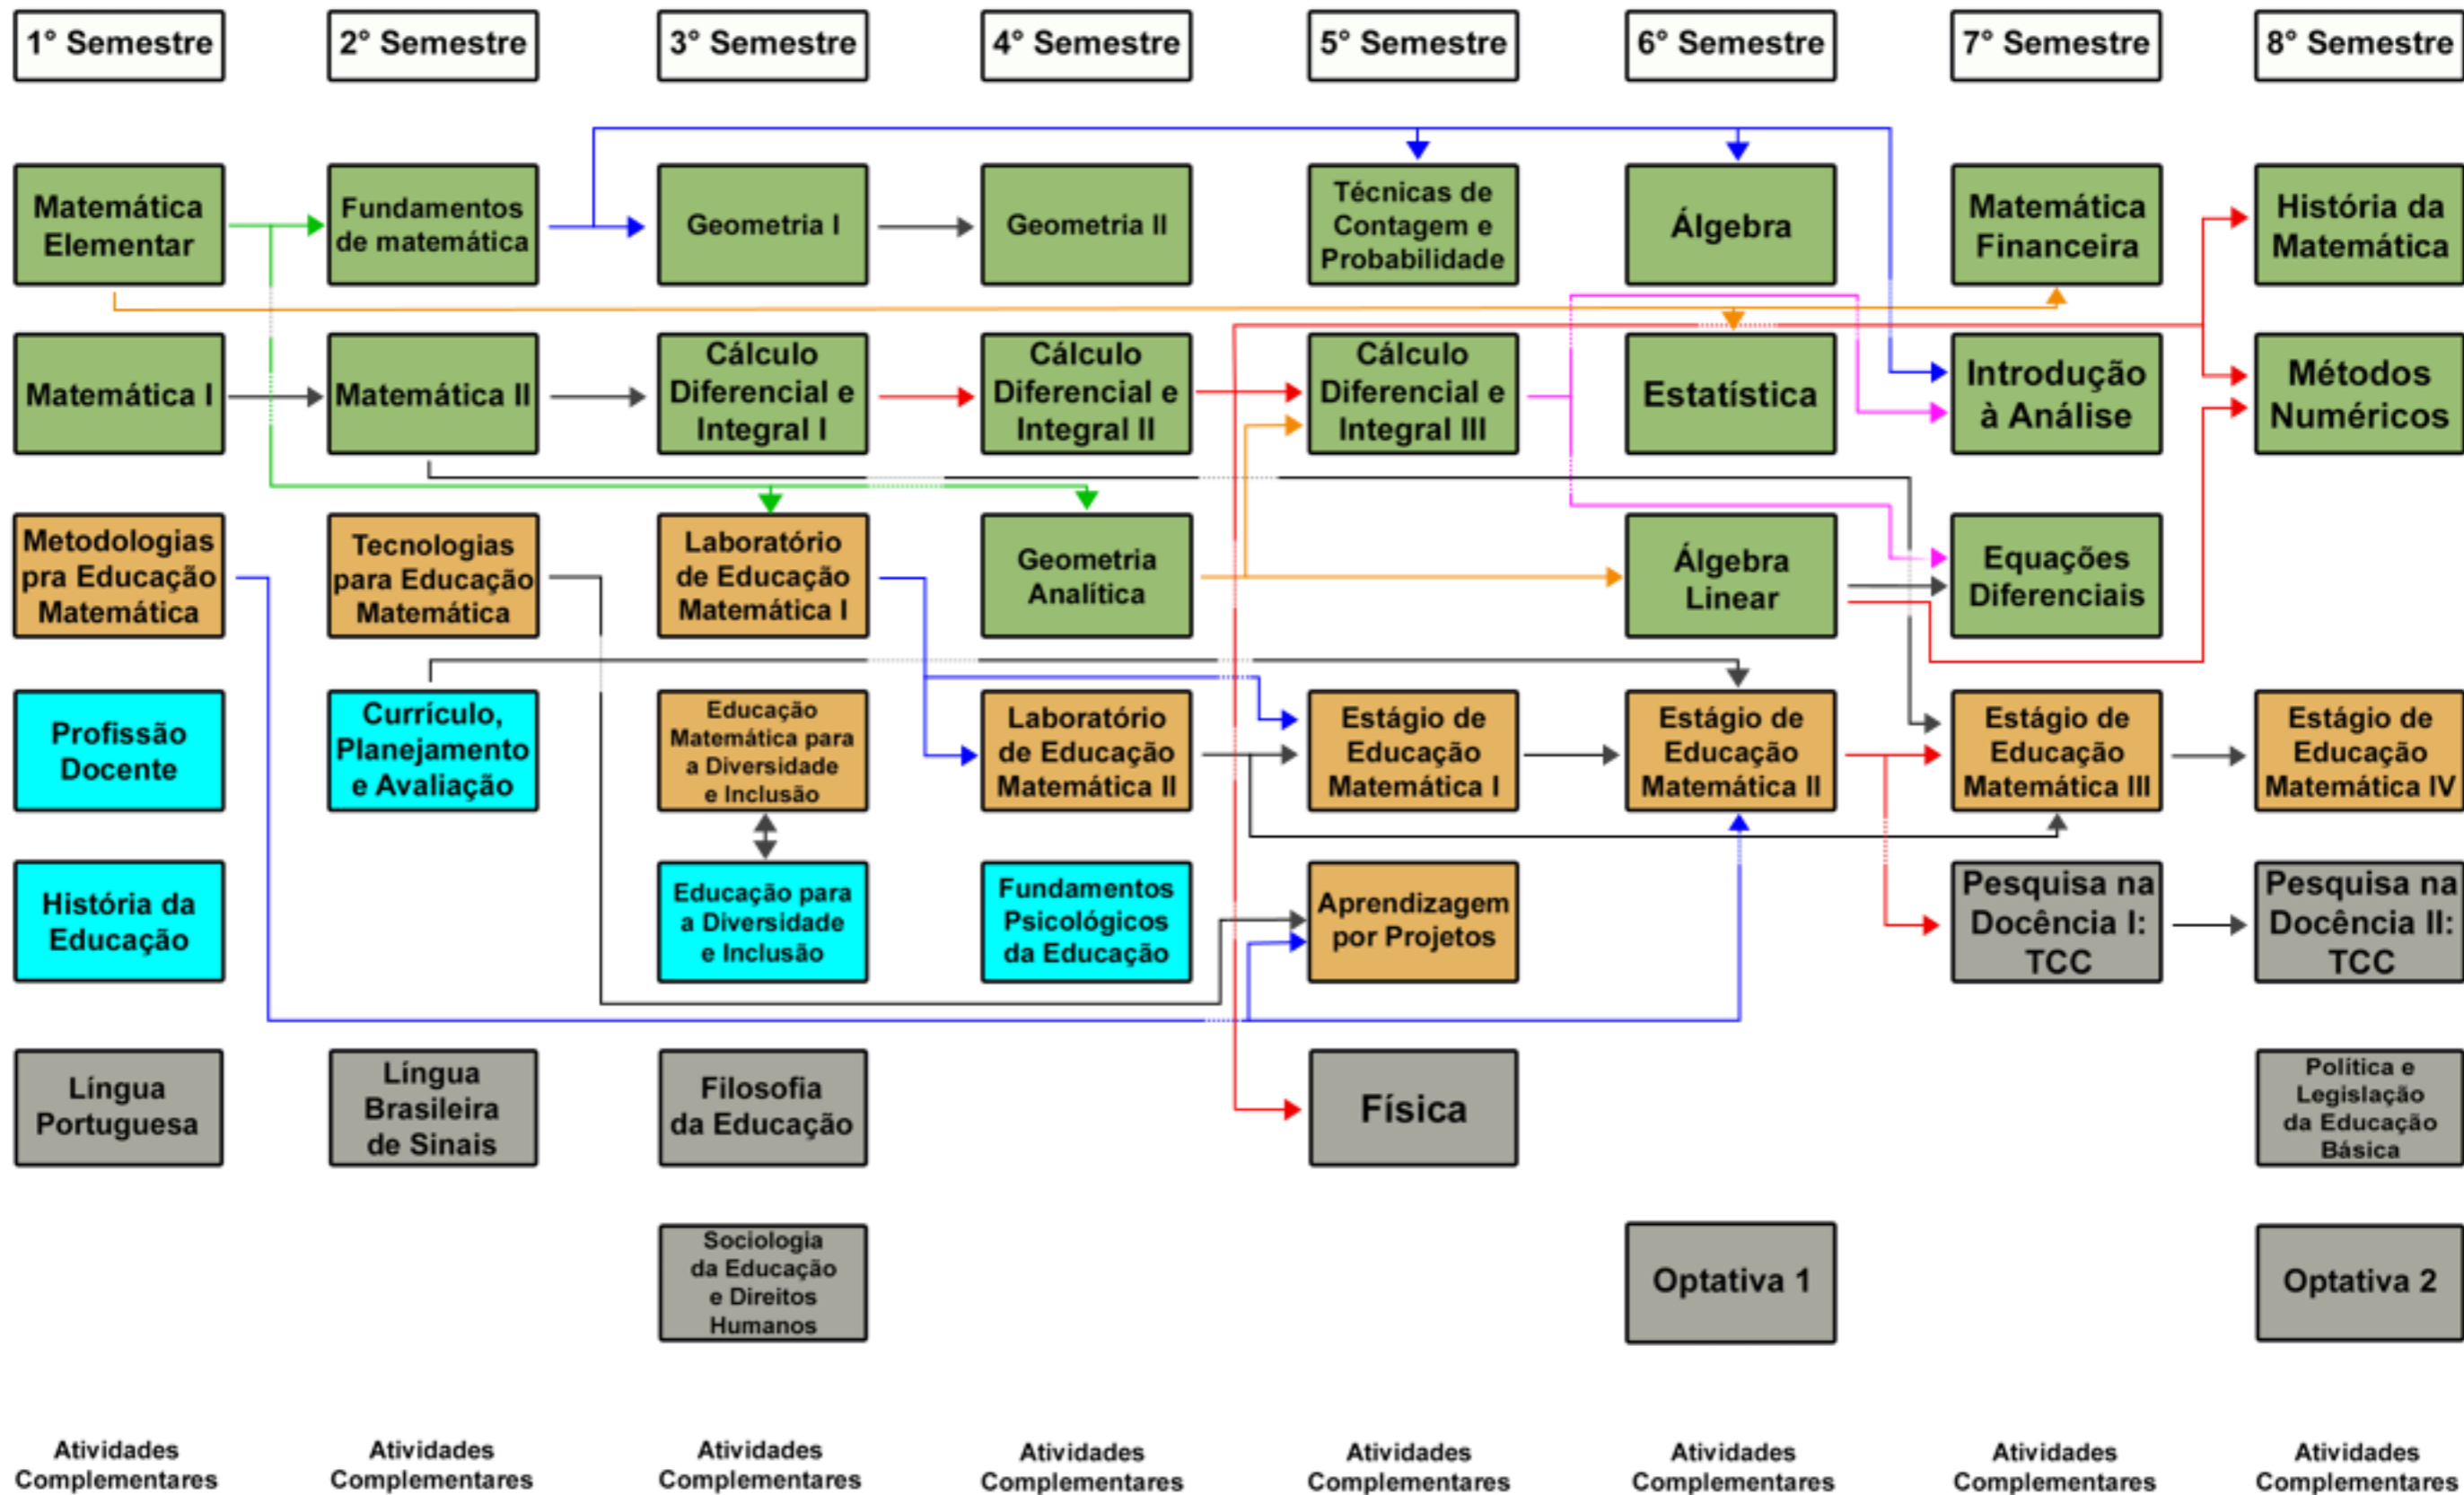 1° Semestre
2° Semestre
3° Semestre
4° Semestre
5° Semestre
6° Semestre
7° Semestre
8° Semestre
Matemática
Elementar
Fundamentos
de matemática
Geometria I
Geometria II
Técnicas de
Contagem e
Probabilidade
Álgebra
Matemática
Financeira
História da
Matemática
Matemática I
Matemática II
Cálculo
Diferencial e
Integral I
Cálculo
Diferencial e
Integral II
Cálculo
Diferencial e
Integral III
Estatística
Introdução
à Análise
Métodos
Numéricos
Metodologias
pra Educação
Matemática
Tecnologias
para Educação
Matemática
Laboratório
de Educação
Matemática I
Geometria
Analítica
Álgebra
Linear
Equações
Diferenciais
Profissão
Docente
Currículo,
Planejamento
e Avaliação
Educação
Matemática para
a Diversidade
e Inclusão
Laboratório
de Educação
Matemática II
Estágio de
Educação
Matemática I
Estágio de
Educação
Matemática II
Estágio de
Educação
Matemática III
Estágio de
Educação
Matemática IV
História da
Educação
Educação para
a Diversidade
e Inclusão
Fundamentos
Psicológicos
da Educação
Aprendizagem
por Projetos
Pesquisa na
Docência I:
TCC
Pesquisa na
Docência II:
TCC
Língua
Portuguesa
Língua
Brasileira
de Sinais
Filosofia
da Educação
Física
Política e
Legislação
da Educação
Básica
Sociologia
da Educação
e Direitos
Humanos
Optativa 1
Optativa 2
Atividades
Complementares
Atividades
Complementares
Atividades
Complementares
Atividades
Complementares
Atividades
Complementares
Atividades
Complementares
Atividades
Complementares
Atividades
Complementares